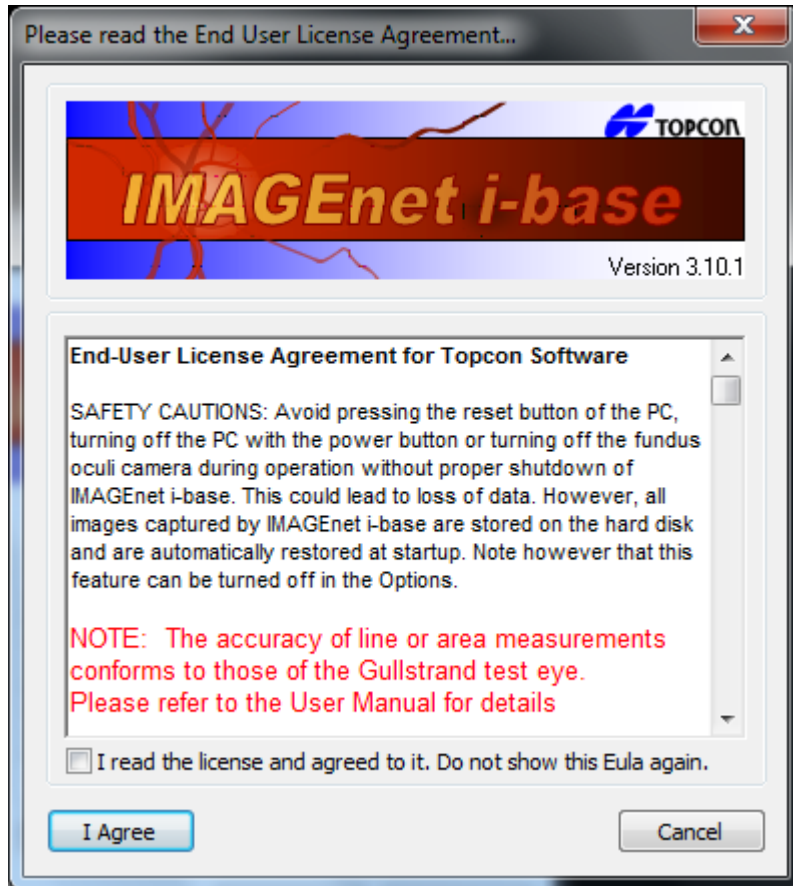 Please read the End User License Agreement...
TOPCON
IMAGEnet i-base
Version 3.10.1
End-User License Agreement for Topcon Software
SAFETY CAUTIONS: Avoid pressing the reset button of the PC,
turning off the PC with the power button or turning off the fundus
oculi camera during operation without proper shutdown of
IMAGEnet i-base. This could lead to loss of data. However, all
images captured by IMAGEnet i-base are stored on the hard disk
and are automatically restored at startup. Note however that this
feature can be turned off in the Options.
NOTE: The accuracy of line or area measurements
conforms to those of the Gullstrand test eye.
Please refer to the User Manual for details
I read the license and agreed to it. Do not show this Eula again.
I Agree
Cancel